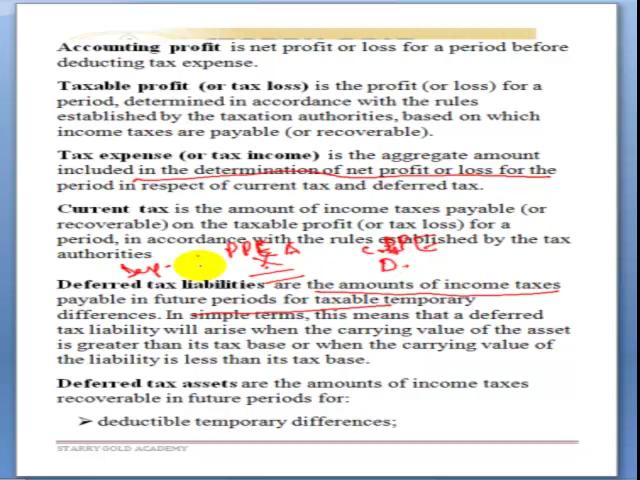 Accounting profit is net profit or loss for a period before
deducting tax expense.
Taxable profit (or tax loss) is the profit (or loss) for a
period, determined in accordance with the rules
established by the taxation authorities, based on which
income taxes are payable (or recoverable).
Tax expense (or tax income) is the aggregate amount
included in the determination of net profit or loss for the
period in respect of current tax and deferred tax.
Current tax is the amount of income taxes payable (or
recoverable) on the taxable profit (or tax loss) for a
period, in accordance with the rules established by the tax
authorities
PPE A
PPE
D.
Deferred tax liabilities are the amounts of income taxes
payable in future periods for taxable temporary
differences. In simple terms, this means that a deferred
tax liability will arise when the carrying value of the asset
is greater than its tax base or when the carrying value of
the liability is less than its tax base.
Deferred tax assets are the amounts of income taxes
recoverable in future periods for:
➢ deductible temporary differences;
STARRY GOLD ACADEMY